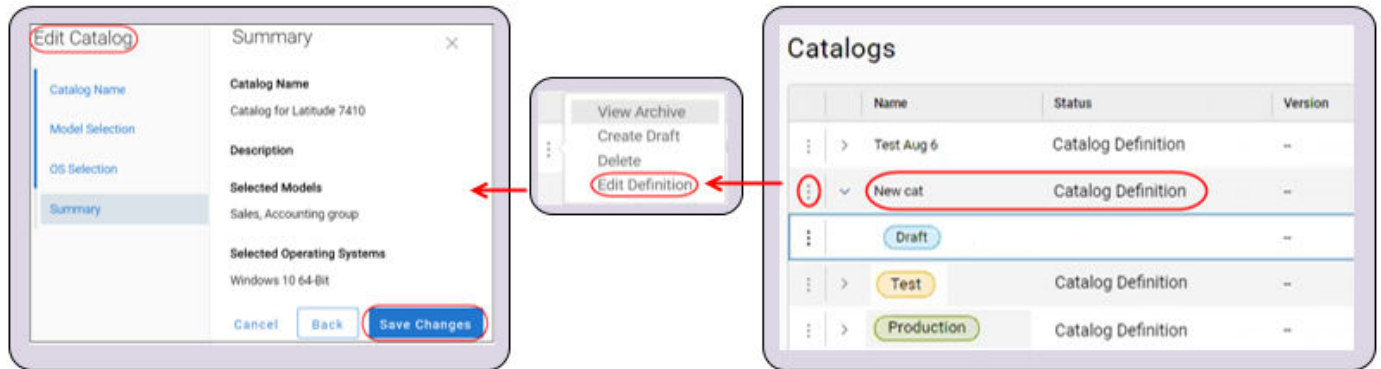 Edit Catalog
Catalog Name
Model Selection
OS Selection
Summary
Summary
Catalog Name
Catalog for Latitude 7410
Description
Selected Models
Sales, Accounting group
Selected Operating Systems
Windows 10 64-Bit
Cancel Back Save Changes
View Archive
Create Draft
Delete
Edit Definition
Catalogs
Name Status Version
Test Aug 6 Catalog Definition --
New cat Catalog Definition --
Draft --
Test Catalog Definition --
Production Catalog Definition --